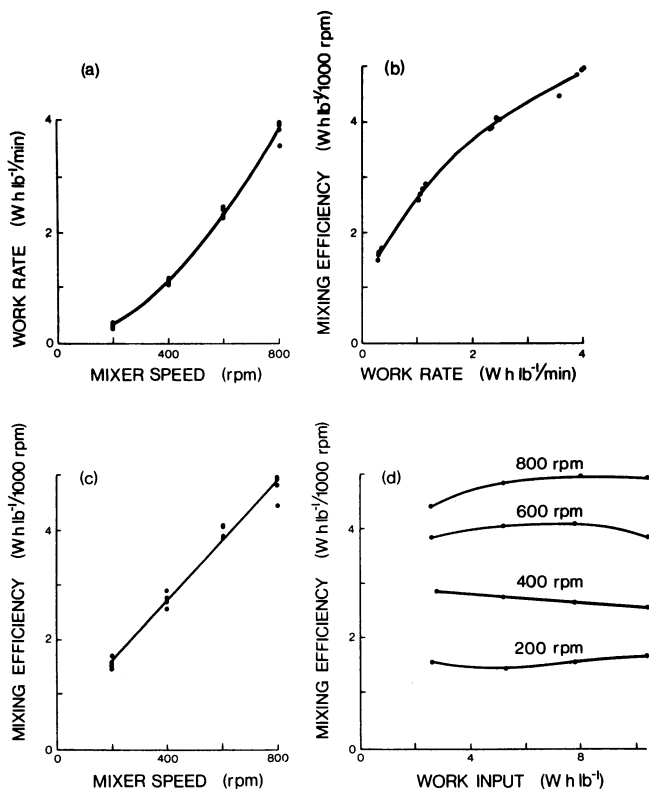 (a)
WORK RATE (W h lb⁻¹/min)
4
2
0
0 400 800
MIXER SPEED (rpm)
(b)
MIXING EFFICIENCY (W h lb⁻¹/1000 rpm)
4
2
0
0 2 4
WORK RATE (W h lb⁻¹/min)
(c)
MIXING EFFICIENCY (W h lb⁻¹/1000 rpm)
4
2
0
0 400 800
MIXER SPEED (rpm)
(d)
MIXING EFFICIENCY (W h lb⁻¹/1000 rpm)
800 rpm
600 rpm
400 rpm
200 rpm
4
2
0
0 4 8
WORK INPUT (W h lb⁻¹)